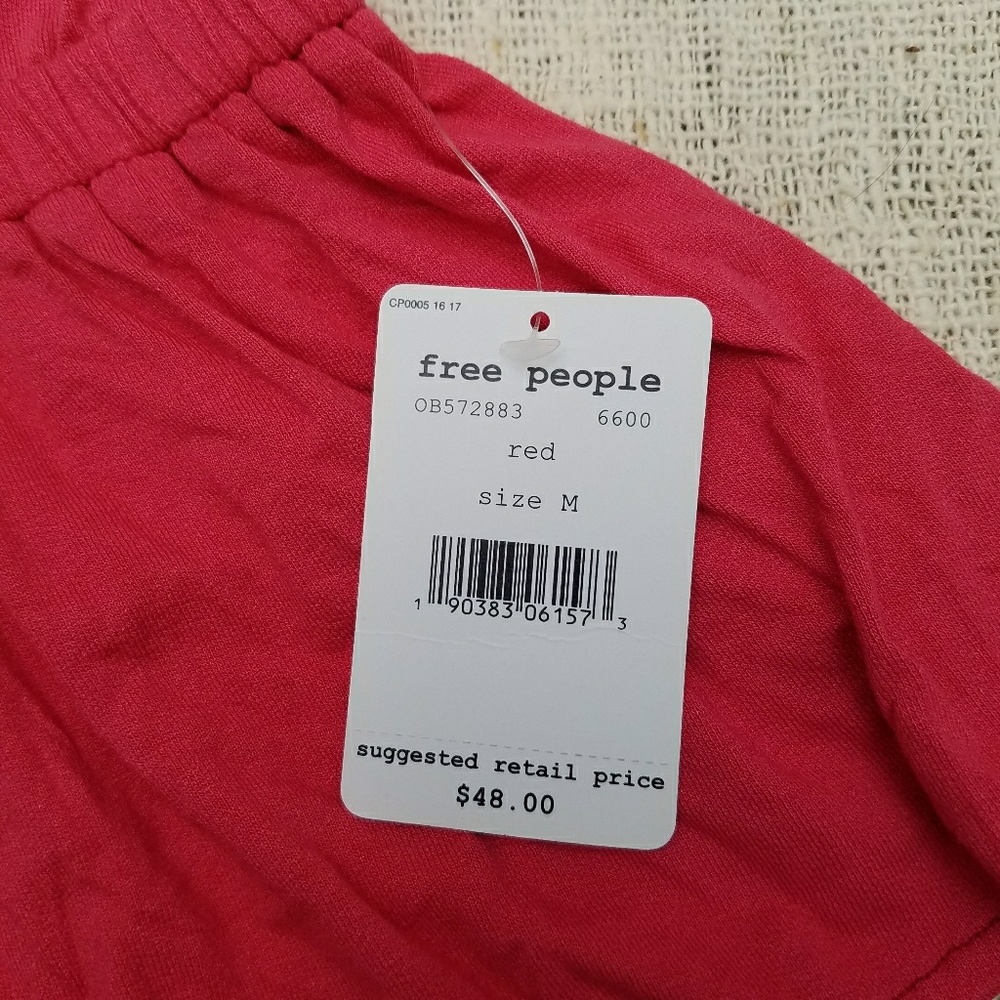 CP0005 16 17
free people
OB572883 6600
red
size M
1 90383 06157 3
suggested retail price
$48.00